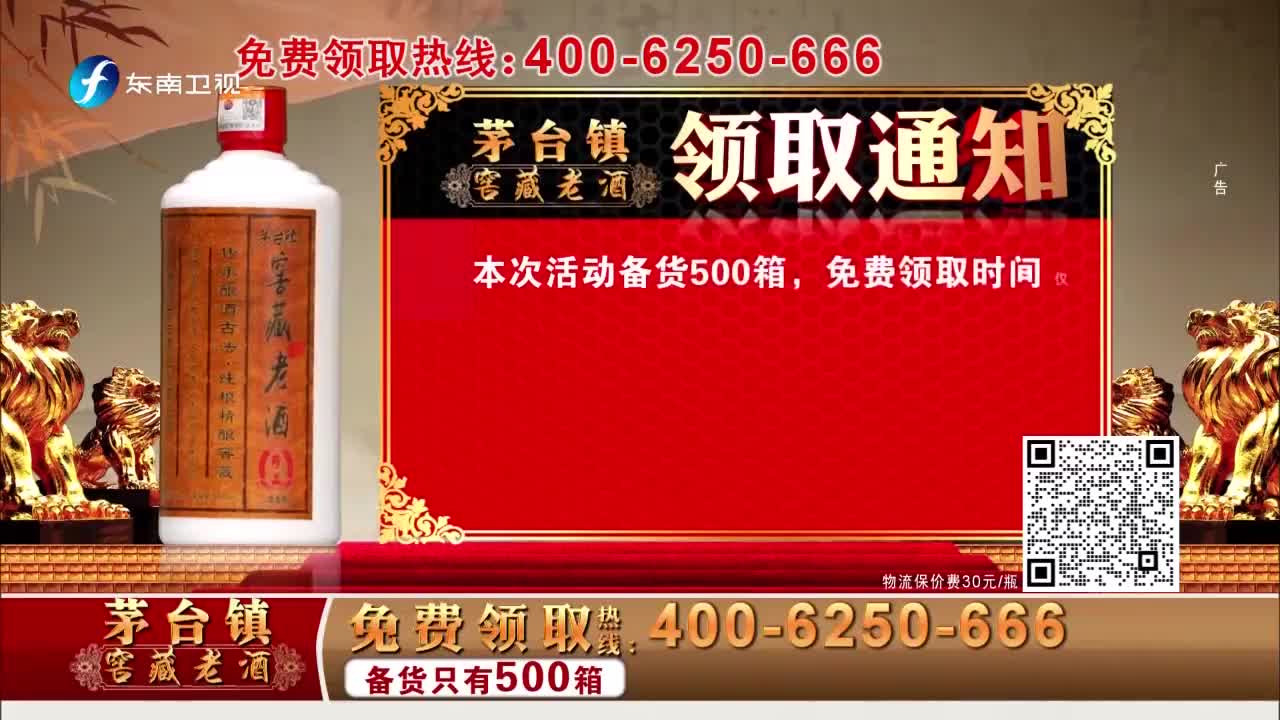 免费领取热线:400-6250-666
东南卫视
茅台镇
窖藏老酒
领取通知
广告
本次活动备货500箱，免费领取时间 仅
茅台镇
窖藏老酒
物流保价费30元/瓶
茅台镇
窖藏老酒
免费领取热线:400-6250-666
备货只有500箱